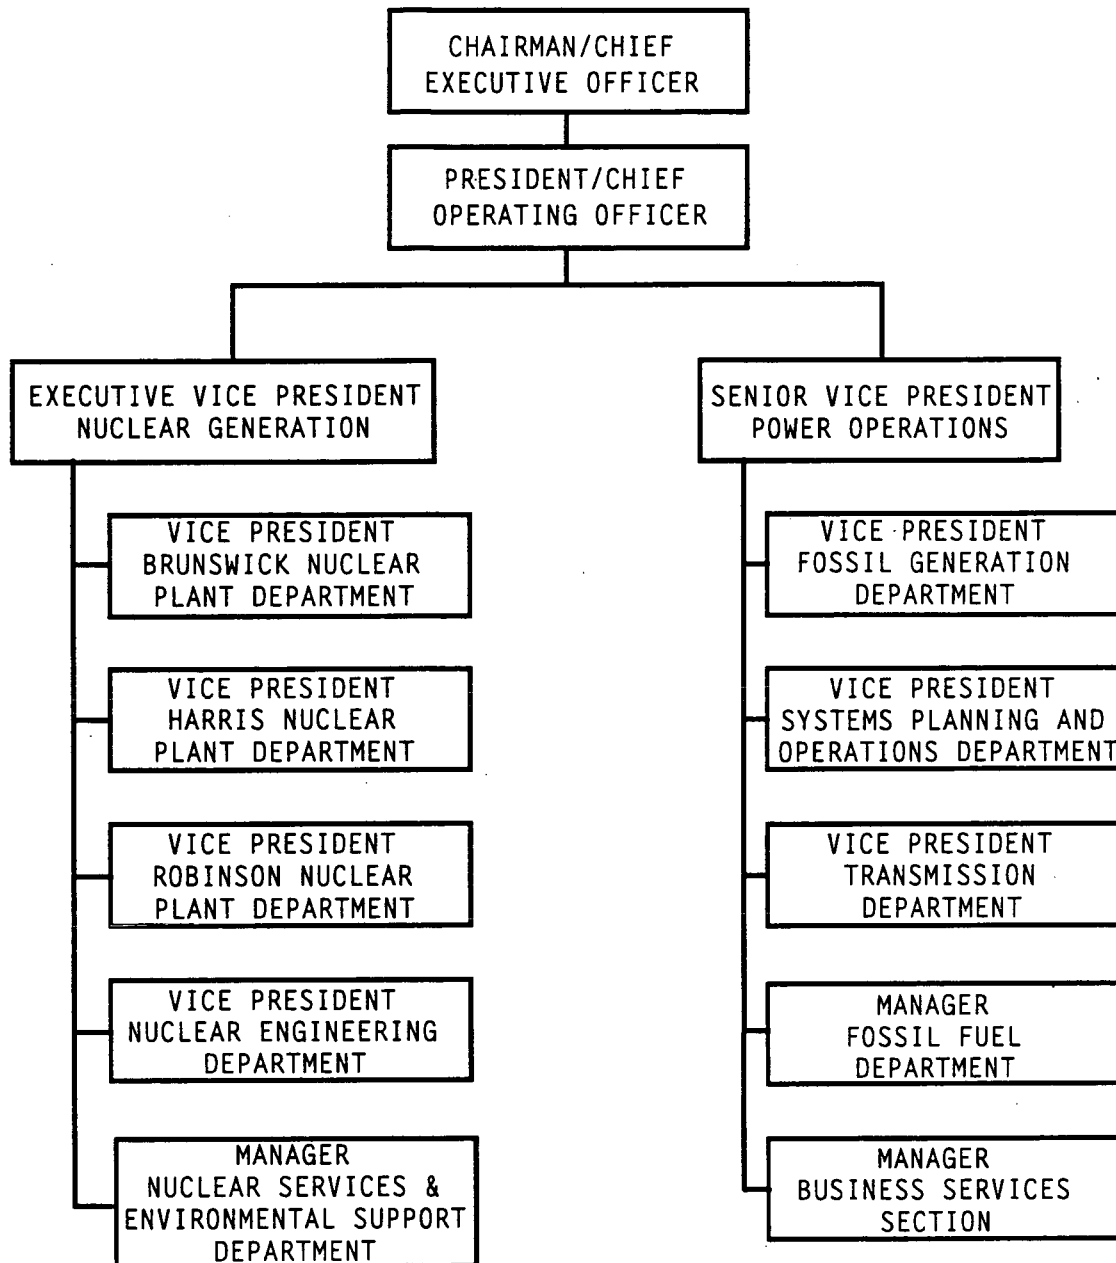 CHAIRMAN/CHIEF
EXECUTIVE OFFICER
PRESIDENT/CHIEF
OPERATING OFFICER
EXECUTIVE VICE PRESIDENT
NUCLEAR GENERATION
VICE PRESIDENT
BRUNSWICK NUCLEAR
PLANT DEPARTMENT
VICE PRESIDENT
HARRIS NUCLEAR
PLANT DEPARTMENT
VICE PRESIDENT
ROBINSON NUCLEAR
PLANT DEPARTMENT
VICE PRESIDENT
NUCLEAR ENGINEERING
DEPARTMENT
MANAGER
NUCLEAR SERVICES &
ENVIRONMENTAL SUPPORT
DEPARTMENT
SENIOR VICE PRESIDENT
POWER OPERATIONS
VICE PRESIDENT
FOSSIL GENERATION
DEPARTMENT
VICE PRESIDENT
SYSTEMS PLANNING AND
OPERATIONS DEPARTMENT
VICE PRESIDENT
TRANSMISSION
DEPARTMENT
MANAGER
FOSSIL FUEL
DEPARTMENT
MANAGER
BUSINESS SERVICES
SECTION